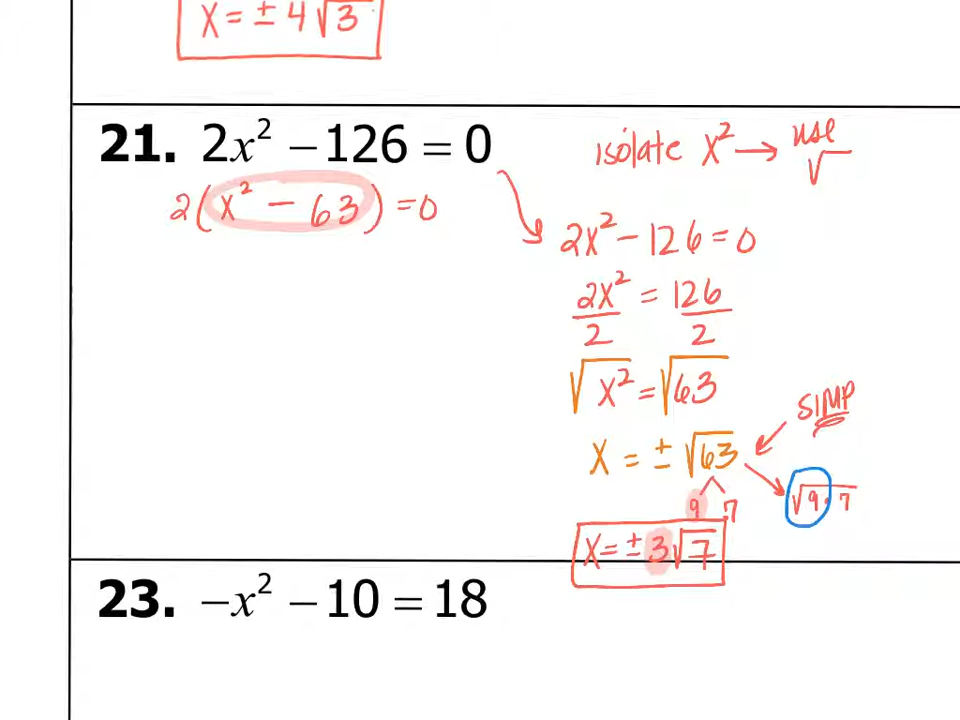 x = ± 4√3
21. 2x² − 126 = 0
2(x² − 63) = 0
isolate x² → use √
2x² − 126 = 0
2x² = 126
2 2
√x² = √63
x = ± √63
SIMP
9 7
√9·7
x = ± 3√7
23. −x² − 10 = 18